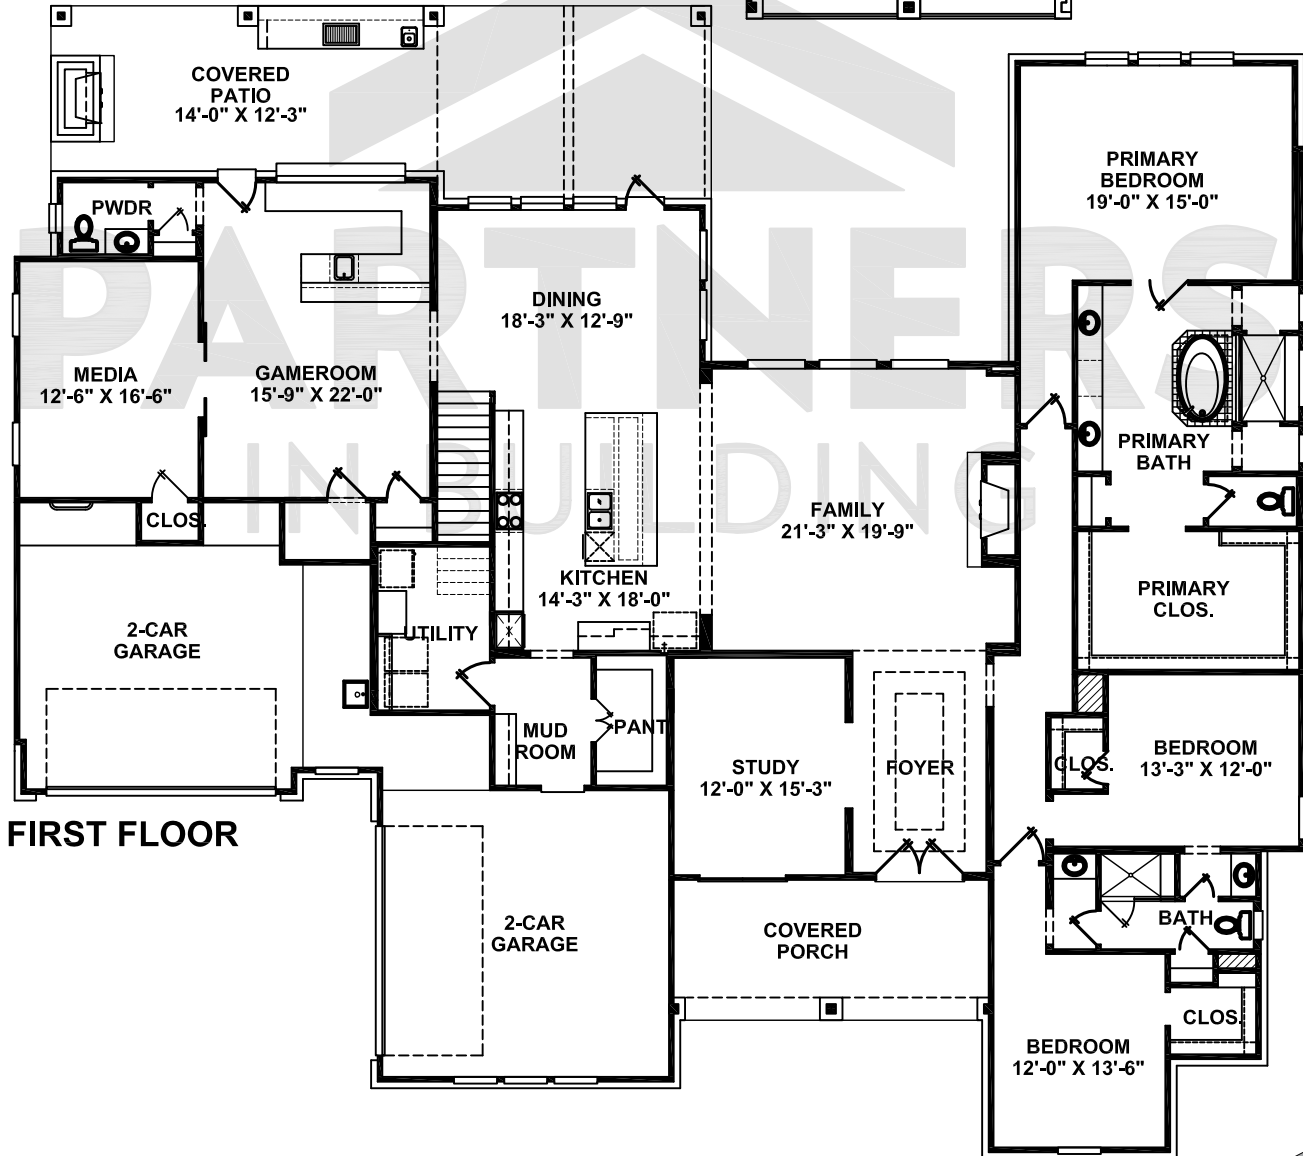 COVERED
PATIO
14'-0" X 12'-3"
PWDR
MEDIA
12'-6" X 16'-6"
GAMEROOM
15'-9" X 22'-0"
DINING
18'-3" X 12'-9"
PRIMARY
BEDROOM
19'-0" X 15'-0"
PARTNERS
IN BUILDING
PRIMARY
BATH
CLOS.
FAMILY
21'-3" X 19'-9"
KITCHEN
14'-3" X 18'-0"
PRIMARY
CLOS.
2-CAR
GARAGE
UTILITY
MUD
ROOM
PANT
STUDY
12'-0" X 15'-3"
FOYER
CLOS.
BEDROOM
13'-3" X 12'-0"
FIRST FLOOR
2-CAR
GARAGE
COVERED
PORCH
BATH
CLOS.
BEDROOM
12'-0" X 13'-6"